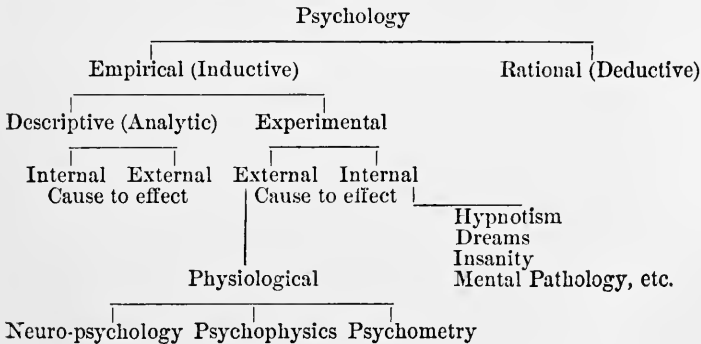 Psychology
Empirical (Inductive) Rational (Deductive)
Descriptive (Analytic) Experimental
Internal External External Internal
Cause to effect Cause to effect
Hypnotism
Dreams
Insanity
Physiological Mental Pathology, etc.
Neuro-psychology Psychophysics Psychometry